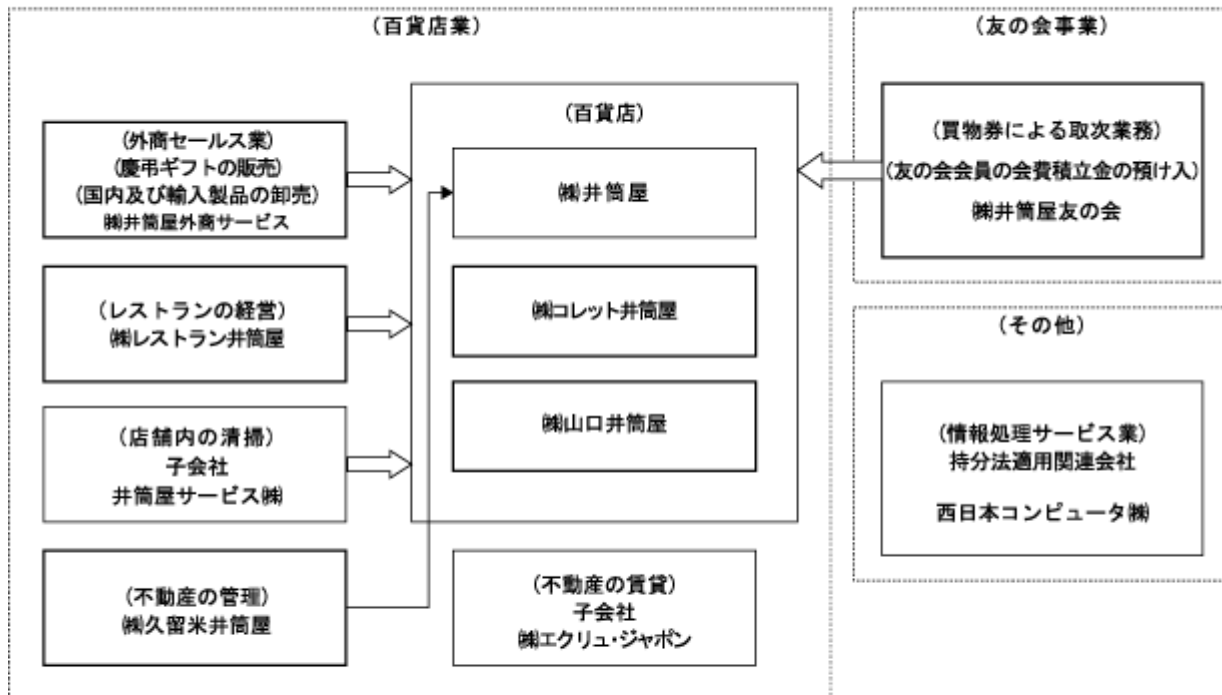 (百貨店業)
(外商セールス業)
(慶弔ギフトの販売)
(国内及び輸入製品の卸売)
㈱井筒屋外商サービス
(レストランの経営)
㈱レストラン井筒屋
(店舗内の清掃)
子会社
井筒屋サービス㈱
(不動産の管理)
㈱久留米井筒屋
(百貨店)
㈱井筒屋
㈱コレット井筒屋
㈱山口井筒屋
(不動産の賃貸)
子会社
㈱エクリュ・ジャポン
(友の会事業)
(買物券による取次業務)
(友の会会員の会費積立金の預け入)
㈱井筒屋友の会
(その他)
(情報処理サービス業)
持分法適用関連会社
西日本コンピュータ㈱